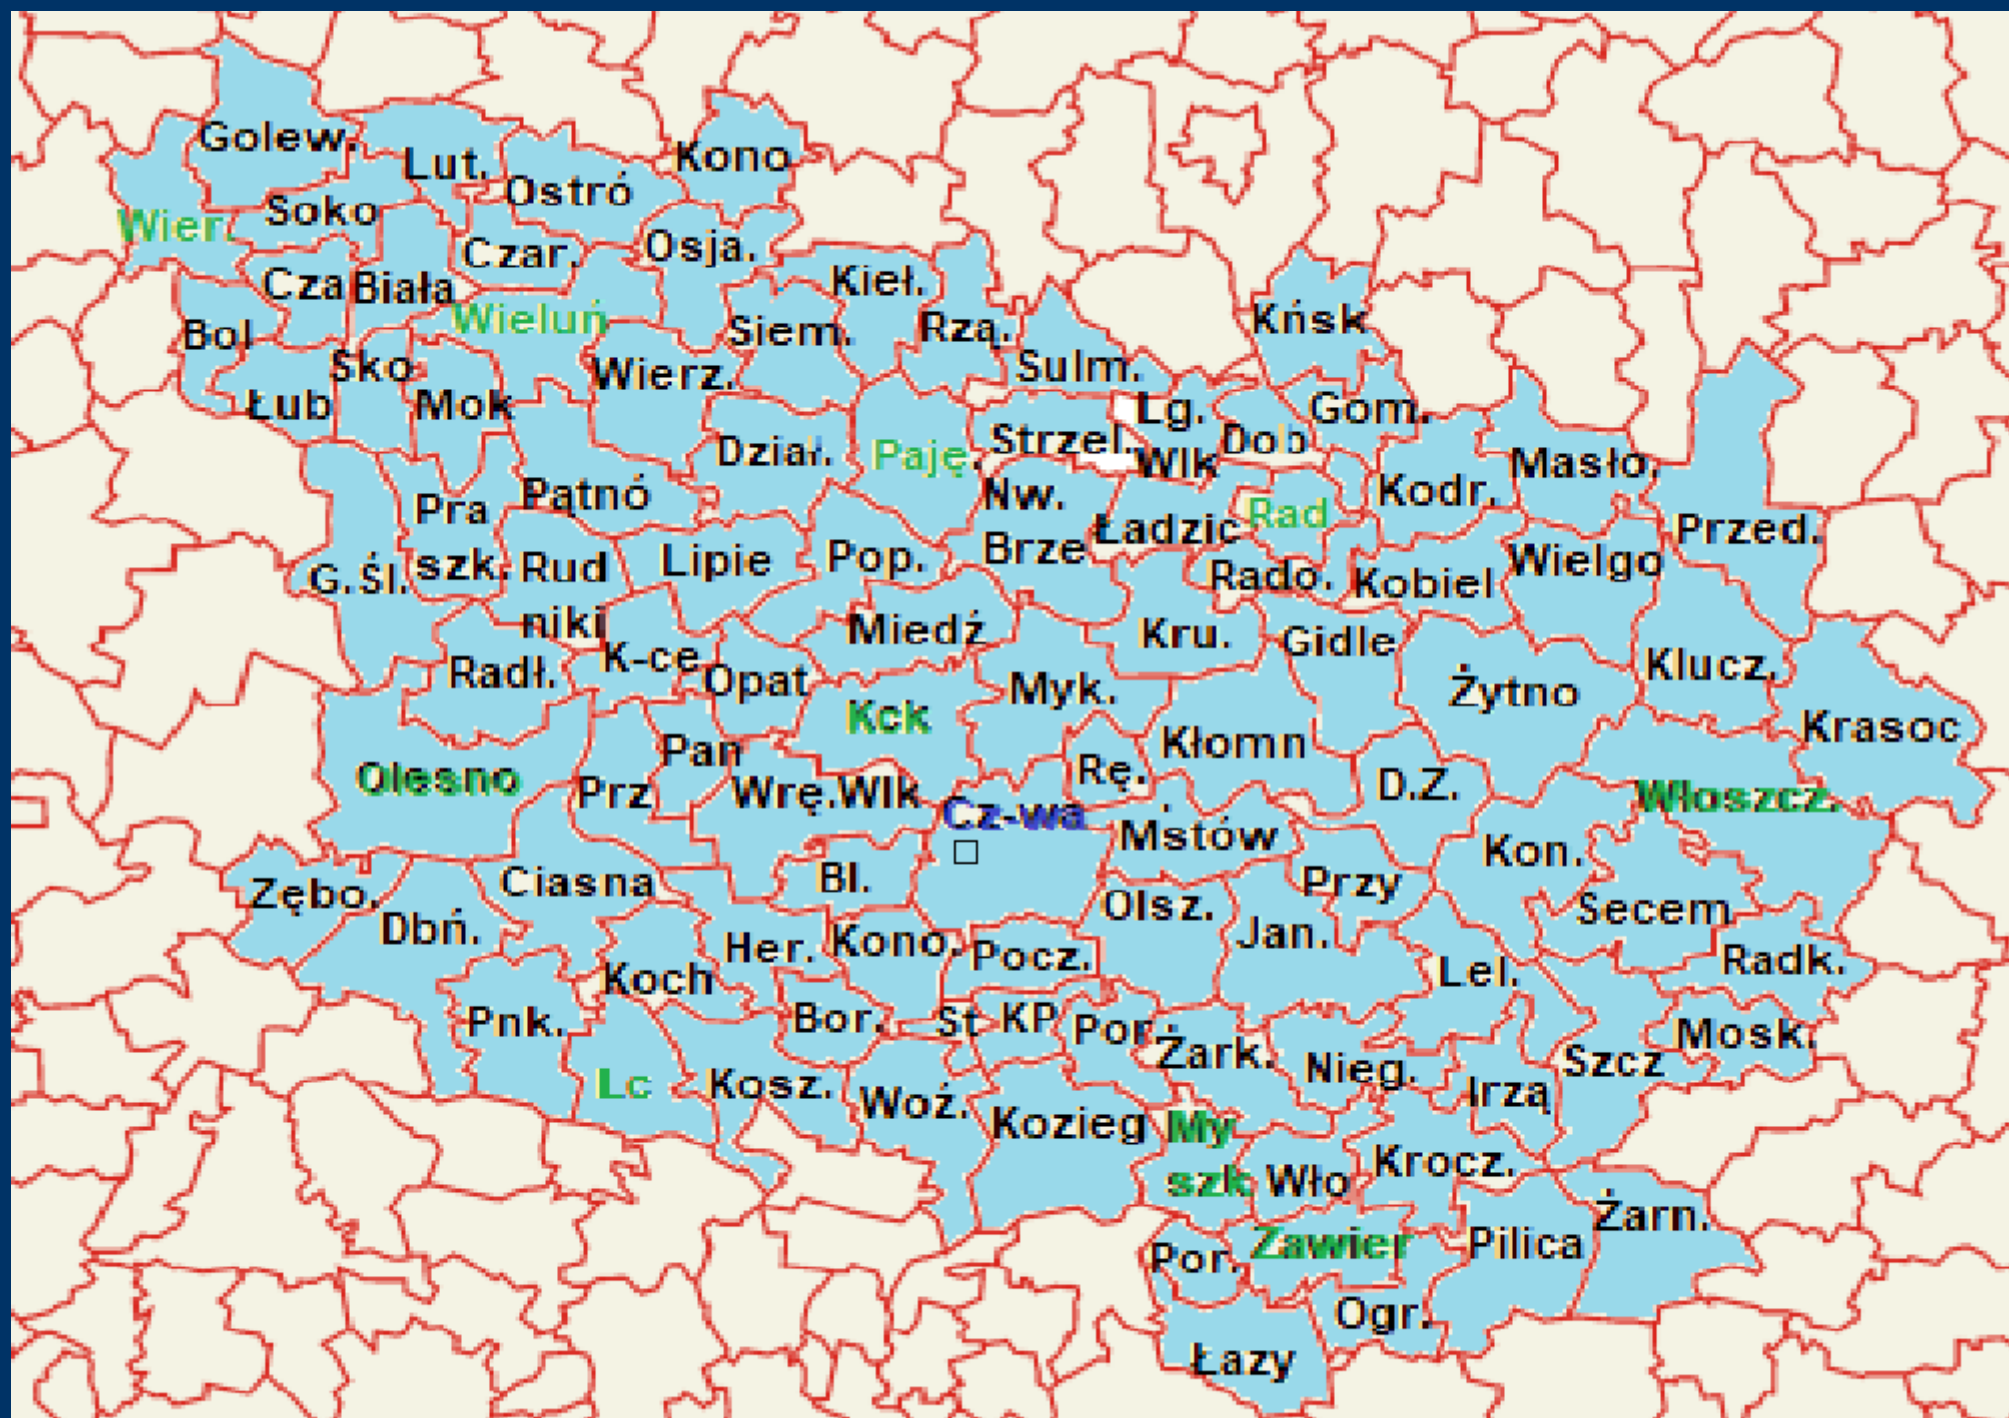 Golew.
Lut.
Kono
Ostró
Wier.
Soko
Czar.
Osja.
Cza
Biała
Kieł.
Wieluń
Bol
Siem.
Rzą.
Kńsk
Sko
Wierz.
Sulm.
Łub
Mok
Lg.
Wlk
Gom.
Dział.
Paję.
Strzel.
Dob
Masło.
Pra
szk.
Pątnó
Nw.
Brze
Ładzic
Rad
Kodr.
Przed.
G.Śl.
Rud
niki
Lipie
Pop.
Rado.
Kobiel
Wielgo
Miedź
Kru.
Gidle
Radł.
K-ce
Opat
Myk.
Żytno
Klucz.
Kck
Krasoc
Olesno
Prz
Pan
Wrę.Wlk
Rę.
Kłomn
D.Z.
Włoszcz.
Cz-wa
Mstów
Kon.
Zębo.
Ciasna
Bl.
Przy
Dbń.
Her.
Kono.
Pocz.
Olsz.
Jan.
Secem
Koch
Lel.
Radk.
Pnk.
Bor.
St
KP
Por.
Żark.
Nieg.
Szcz
Mosk.
Lc
Kosz.
Woź.
Kozieg
Irzą
My
szk
Wło
Krocz.
Żarn.
Por.
Zawier
Pilica
Ogr.
Łazy